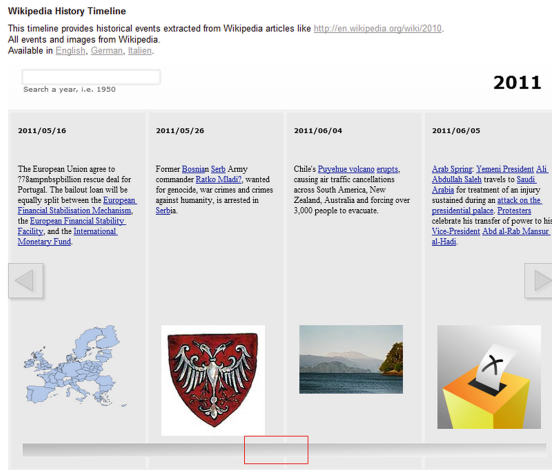 Wikipedia History Timeline
This timeline provides historical events extracted from Wikipedia articles like http://en.wikipedia.org/wiki/2010.
All events and images from Wikipedia.
Available in English, German, Italien.
Search a year, i.e. 1950
2011
2011/05/16
The European Union agree to
?78ampnbspbillion rescue deal for
Portugal. The bailout loan will be
equally split between the European
Financial Stabilisation Mechanism,
the European Financial Stability
Facility, and the International
Monetary Fund.
2011/05/26
Former Bosnian Serb Army
commander Ratko Mladi?, wanted
for genocide, war crimes and crimes
against humanity, is arrested in
Serbia.
2011/06/04
Chile's Puyehue volcano erupts,
causing air traffic cancellations
across South America, New
Zealand, Australia and forcing over
3,000 people to evacuate.
2011/06/05
Arab Spring: Yemeni President Ali
Abdullah Saleh travels to Saudi
Arabia for treatment of an injury
sustained during an attack on the
presidential palace. Protesters
celebrate his transfer of power to his
Vice-President Abd al-Rab Mansur
al-Hadi.